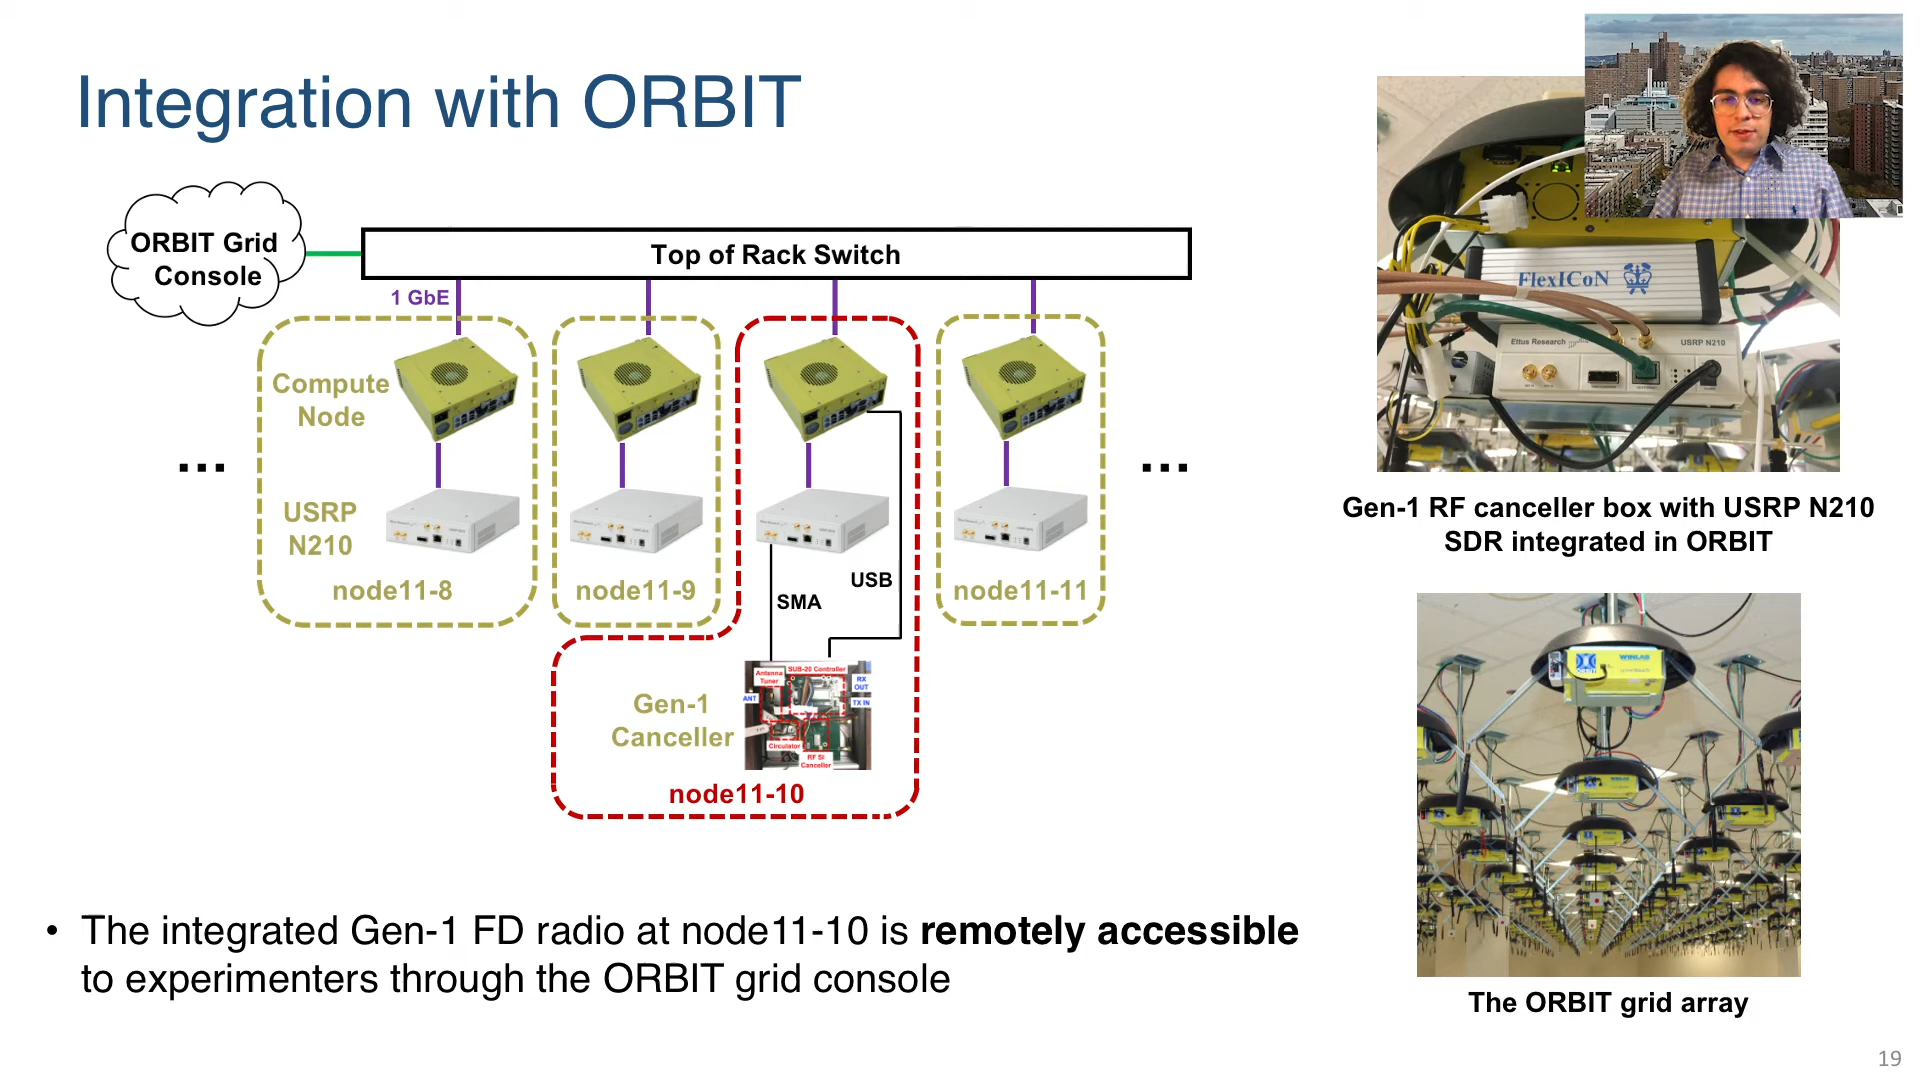 Integration with ORBIT
ORBIT Grid
Console
Top of Rack Switch
1 GbE
Compute
Node
USRP
N210
node11-8
node11-9
node11-11
SMA
USB
Gen-1
Canceller
Antenna
Tuner
SUB-20 Controller
RX
OUT
ANT
TX IN
Circulator
RF SI
Canceller
node11-10
...
...
• The integrated Gen-1 FD radio at node11-10 is remotely accessible
to experimenters through the ORBIT grid console
FlexICoN
Ettus Research
USRP N210
Gen-1 RF canceller box with USRP N210
SDR integrated in ORBIT
ORBIT
WINLAB
The ORBIT grid array
19